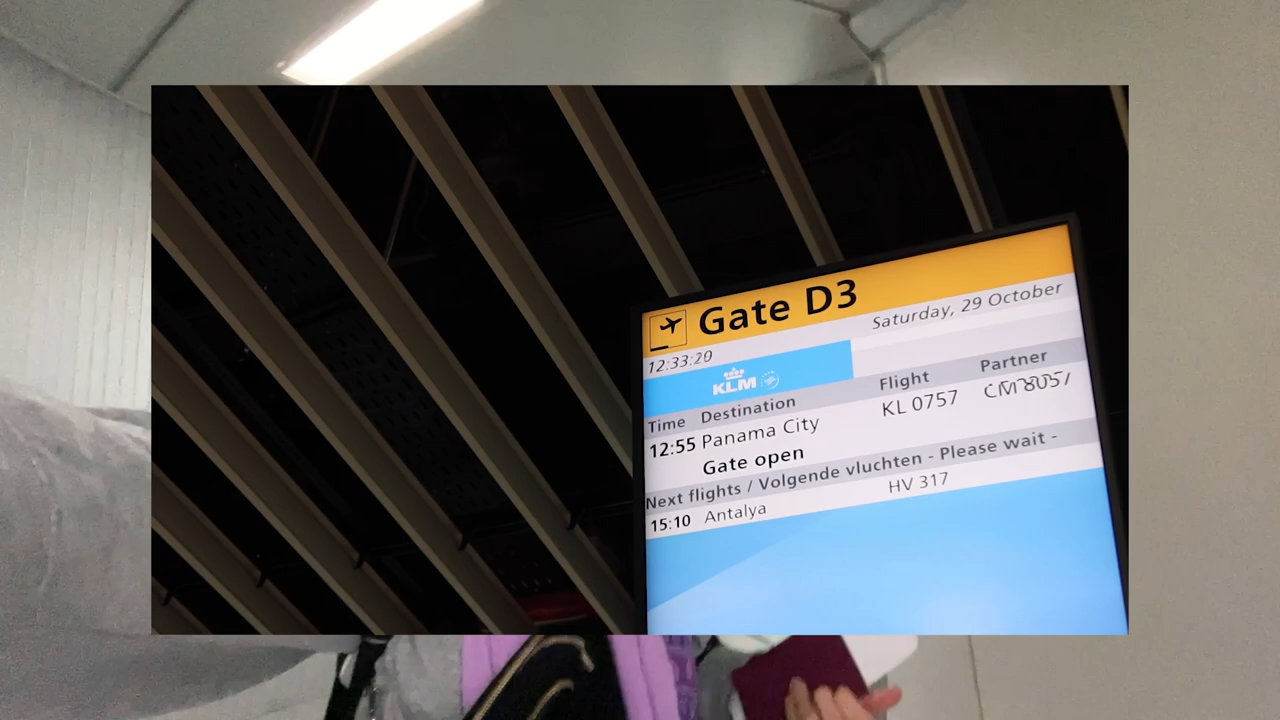 Gate D3
Saturday, 29 October
12:33:20
KLM
Time Destination Flight Partner
12:55 Panama City KL 0757
Gate open
Next flights / Volgende vluchten - Please wait -
15:10 Antalya HV 317